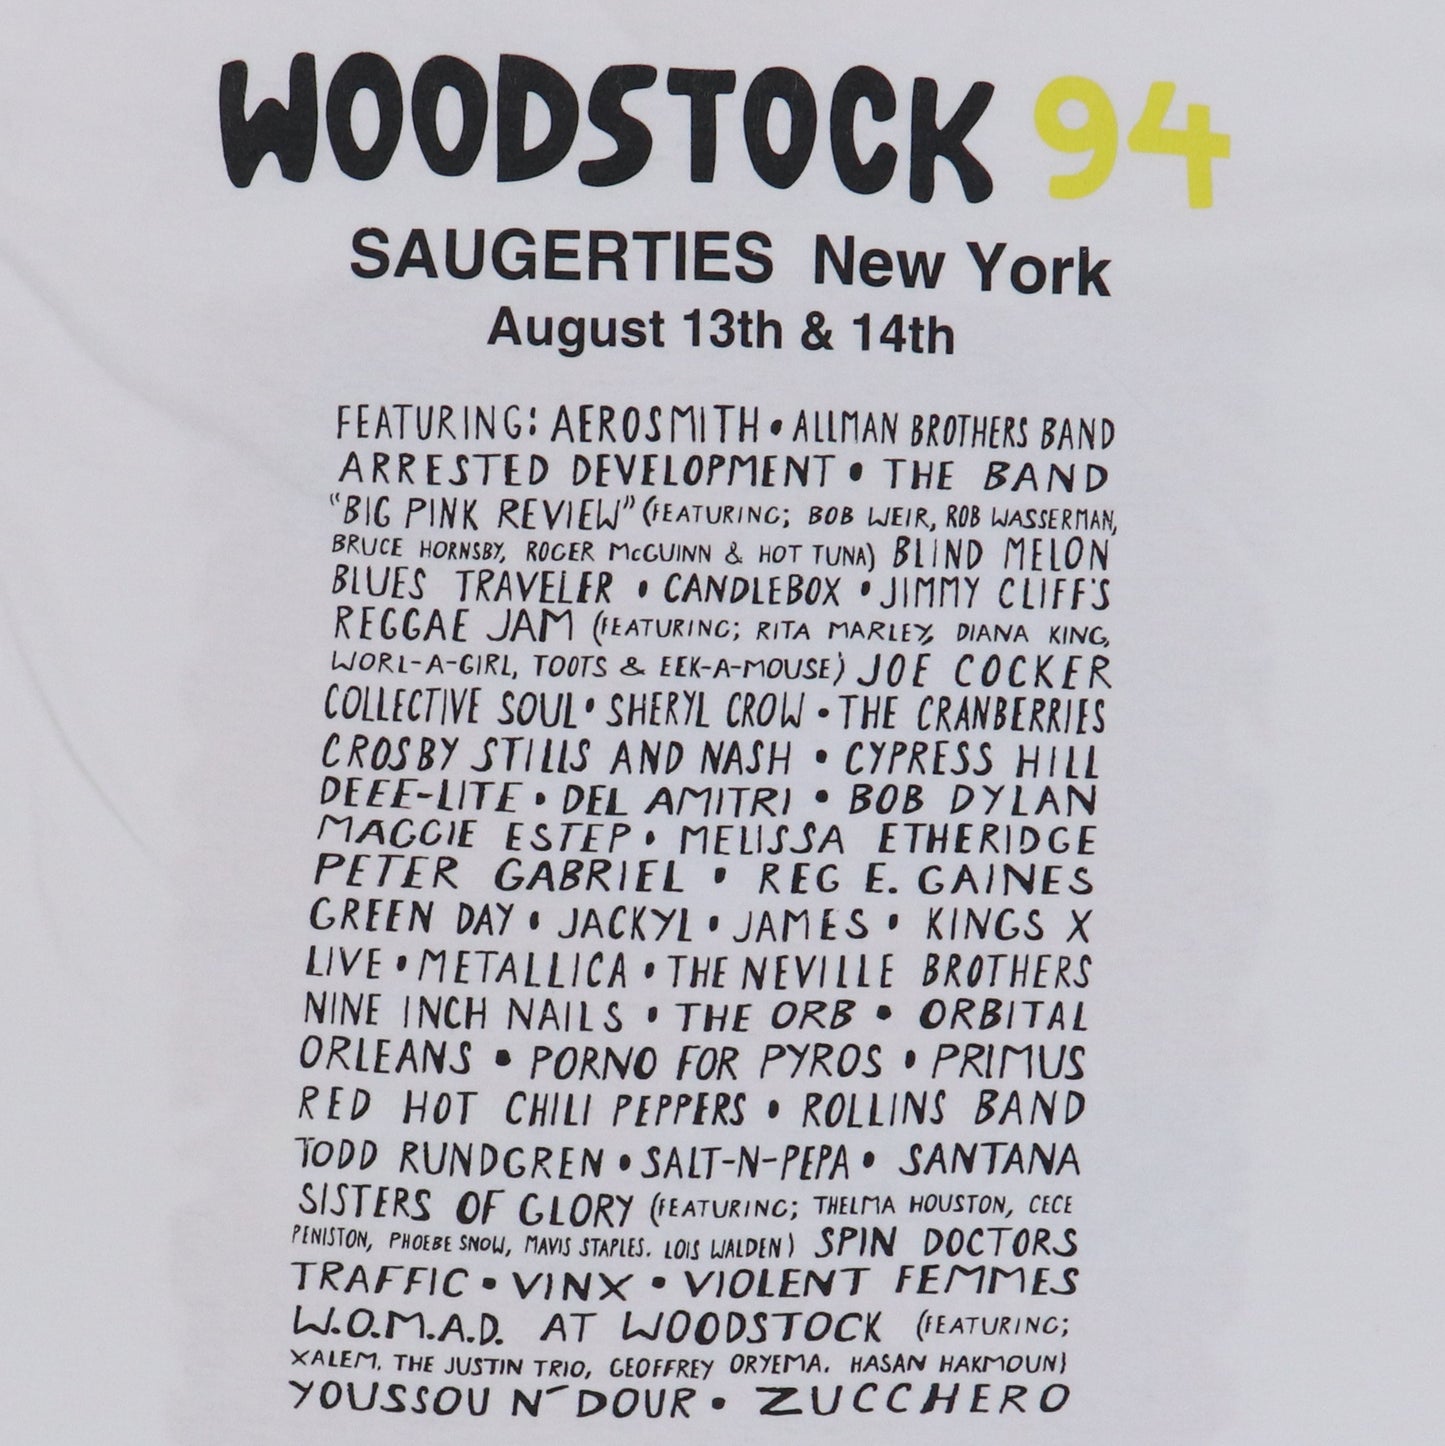 WOODSTOCK 94
SAUGERTIES New York
August 13th & 14th
FEATURING: AEROSMITH • ALLMAN BROTHERS BAND
ARRESTED DEVELOPMENT • THE BAND
"BIG PINK REVIEW" (FEATURING; BOB WEIR, ROB WASSERMAN,
BRUCE HORNSBY, ROGER McGUINN & HOT TUNA) BLIND MELON
BLUES TRAVELER • CANDLEBOX • JIMMY CLIFF'S
REGGAE JAM (FEATURING; RITA MARLEY, DIANA KING,
WORL-A-GIRL, TOOTS & EEK-A-MOUSE) JOE COCKER
COLLECTIVE SOUL • SHERYL CROW • THE CRANBERRIES
CROSBY STILLS AND NASH • CYPRESS HILL
DEEE-LITE • DEL AMITRI • BOB DYLAN
MAGGIE ESTEP • MELISSA ETHERIDGE
PETER GABRIEL • REG E. GAINES
GREEN DAY • JACKYL • JAMES • KINGS X
LIVE • METALLICA • THE NEVILLE BROTHERS
NINE INCH NAILS • THE ORB • ORBITAL
ORLEANS • PORNO FOR PYROS • PRIMUS
RED HOT CHILI PEPPERS • ROLLINS BAND
TODD RUNDGREN • SALT-N-PEPA • SANTANA
SISTERS OF GLORY (FEATURING; THELMA HOUSTON, CECE
PENISTON, PHOEBE SNOW, MAVIS STAPLES. LOIS WALDEN) SPIN DOCTORS
TRAFFIC • VINX • VIOLENT FEMMES
W.O.M.A.D. AT WOODSTOCK (FEATURING;
XALEM, THE JUSTIN TRIO, GEOFFREY ORYEMA. HASAN HAKMOUN)
YOUSSOU N´DOUR • ZUCCHERO